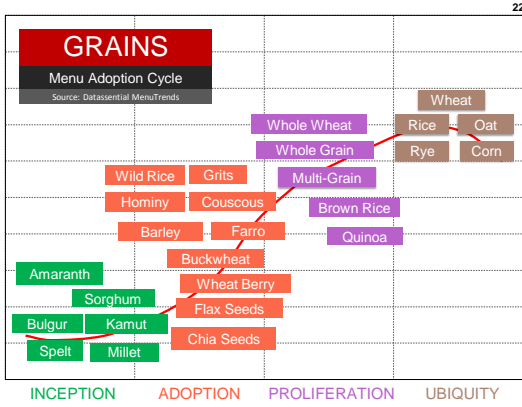 22
GRAINS
Menu Adoption Cycle
Source: Datassential MenuTrends
Wheat
Whole Wheat
Rice
Oat
Whole Grain
Rye
Corn
Wild Rice
Grits
Multi-Grain
Hominy
Couscous
Brown Rice
Barley
Farro
Quinoa
Buckwheat
Amaranth
Wheat Berry
Sorghum
Flax Seeds
Bulgur
Kamut
Chia Seeds
Spelt
Millet
INCEPTION
ADOPTION
PROLIFERATION
UBIQUITY